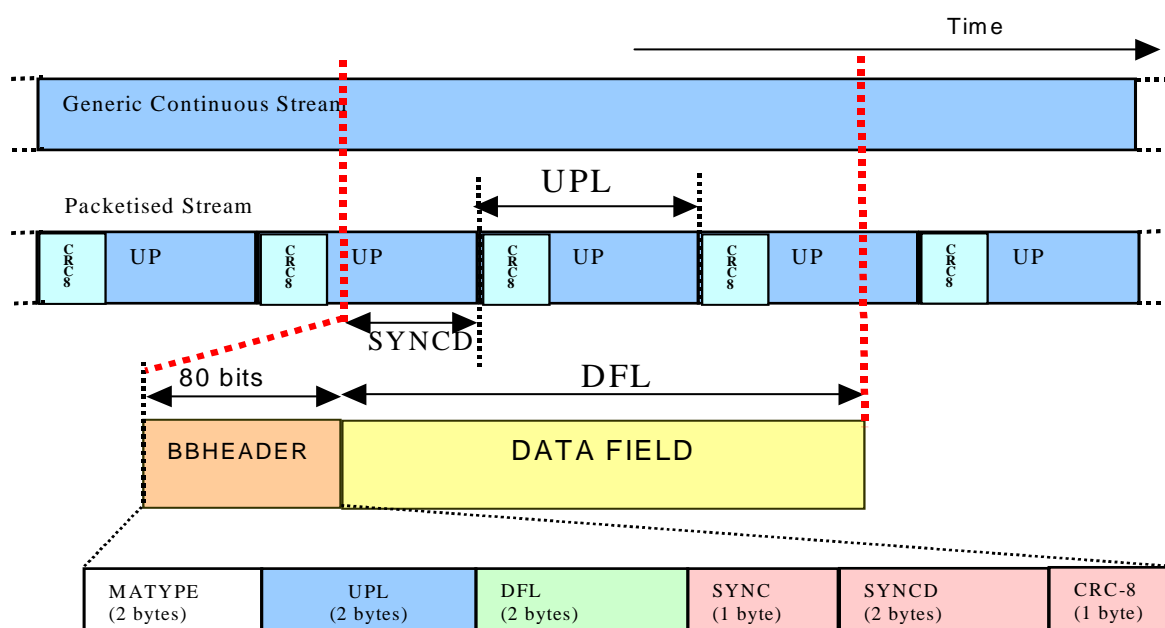 Time
Generic Continuous Stream
UPL
Packetised Stream
CRC8 UP CRC8 UP CRC8 UP CRC8 UP CRC8 UP
SYNCD
80 bits
DFL
BBHEADER
DATA FIELD
MATYPE
(2 bytes)
UPL
(2 bytes)
DFL
(2 bytes)
SYNC
(1 byte)
SYNCD
(2 bytes)
CRC-8
(1 byte)